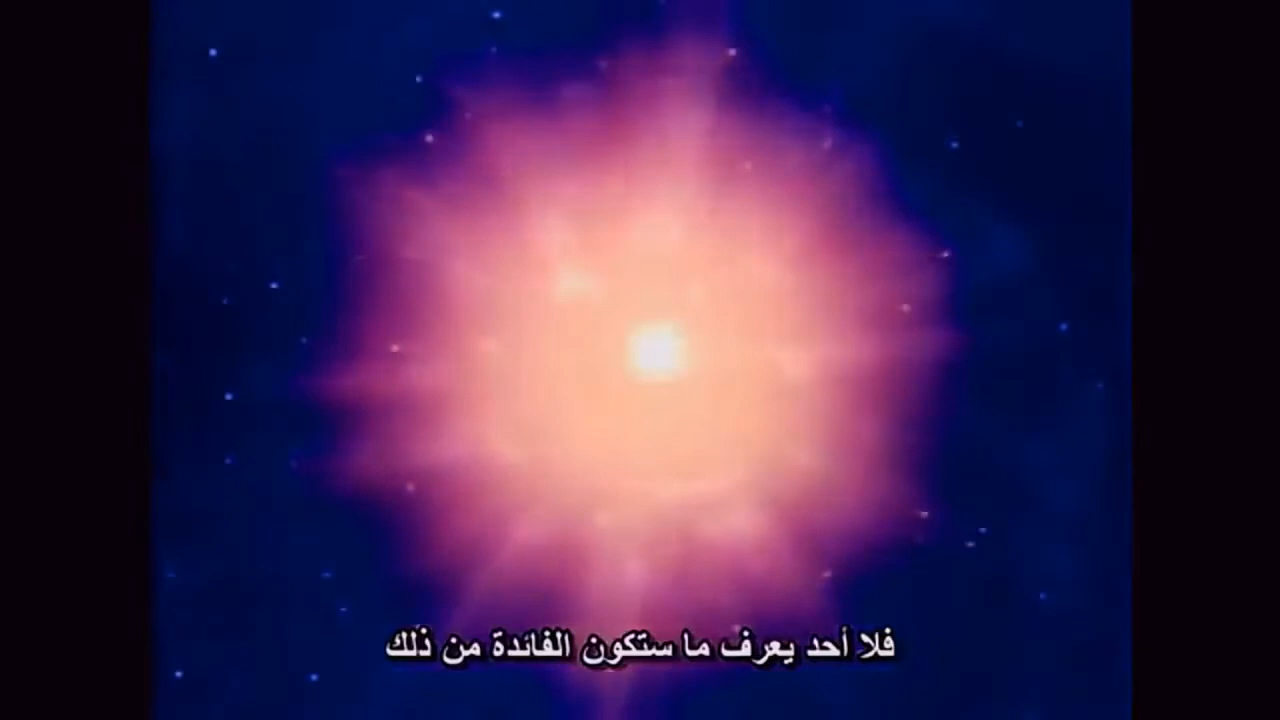 فلا أحد يعرف ما ستكون الفائدة من ذلك